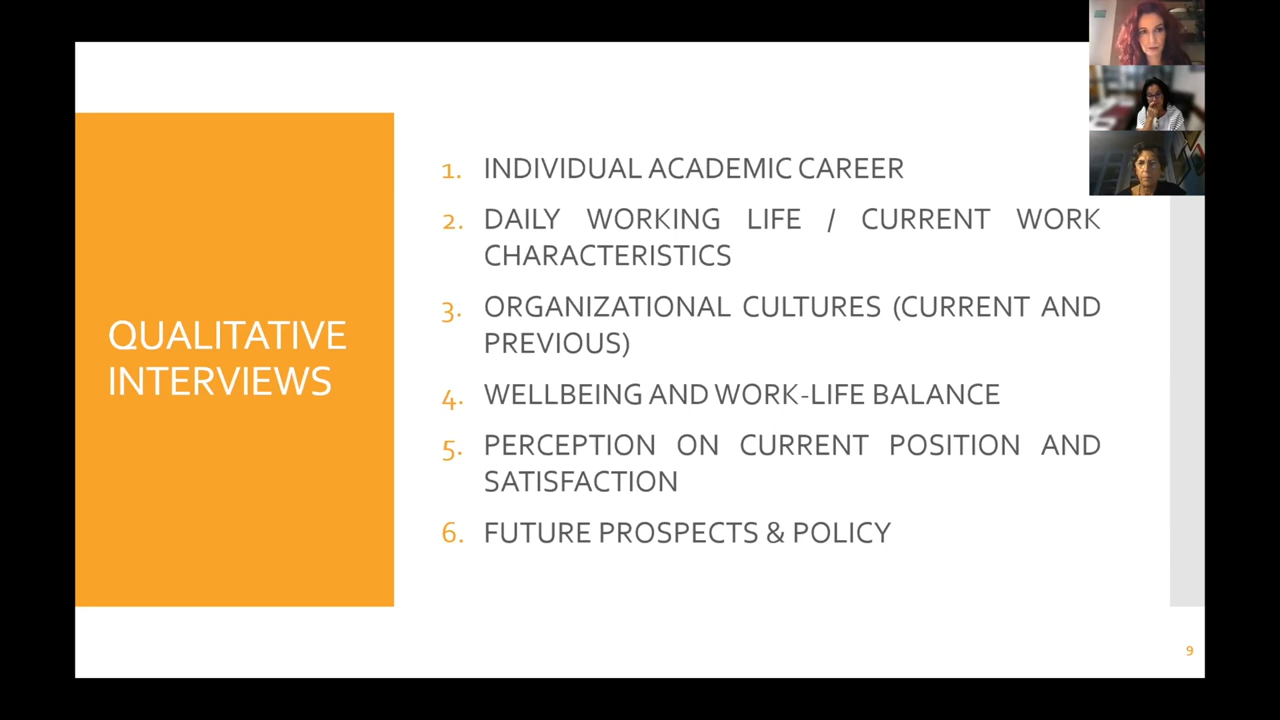 QUALITATIVE
INTERVIEWS
1. INDIVIDUAL ACADEMIC CAREER
2. DAILY WORKING LIFE / CURRENT WORK
CHARACTERISTICS
3. ORGANIZATIONAL CULTURES (CURRENT AND
PREVIOUS)
4. WELLBEING AND WORK-LIFE BALANCE
5. PERCEPTION ON CURRENT POSITION AND
SATISFACTION
6. FUTURE PROSPECTS & POLICY
9